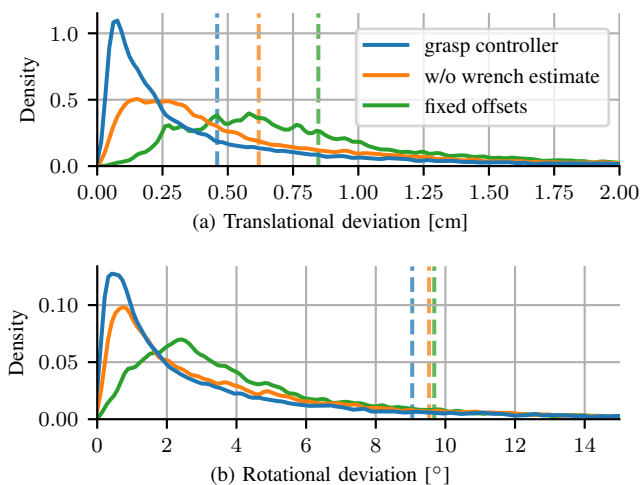 Density
1.0
0.5
0.0
grasp controller
w/o wrench estimate
fixed offsets
0.00 0.25 0.50 0.75 1.00 1.25 1.50 1.75 2.00
(a) Translational deviation [cm]
Density
0.10
0.05
0.00
0 2 4 6 8 10 12 14
(b) Rotational deviation [°]